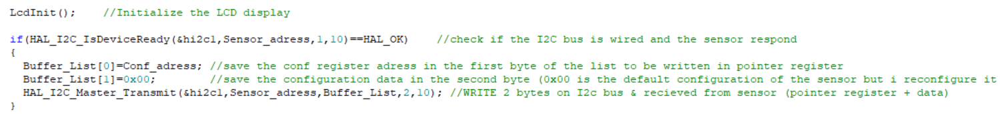 LcdInit();    //Initialize the LCD display
if(HAL_I2C_IsDeviceReady(&hi2c1,Sensor_adress,1,10)==HAL_OK)    //check if the I2C bus is wired and the sensor respond
{
Buffer_List[0]=Conf_adress; //save the conf register adress in the first byte of the list to be written in pointer register
Buffer_List[1]=0x00;        //save the configuration data in the second byte (0x00 is the default configuration of the sensor but i reconfigure it
HAL_I2C_Master_Transmit(&hi2c1,Sensor_adress,Buffer_List,2,10); //WRITE 2 bytes on I2c bus & recieved from sensor (pointer register + data)
}